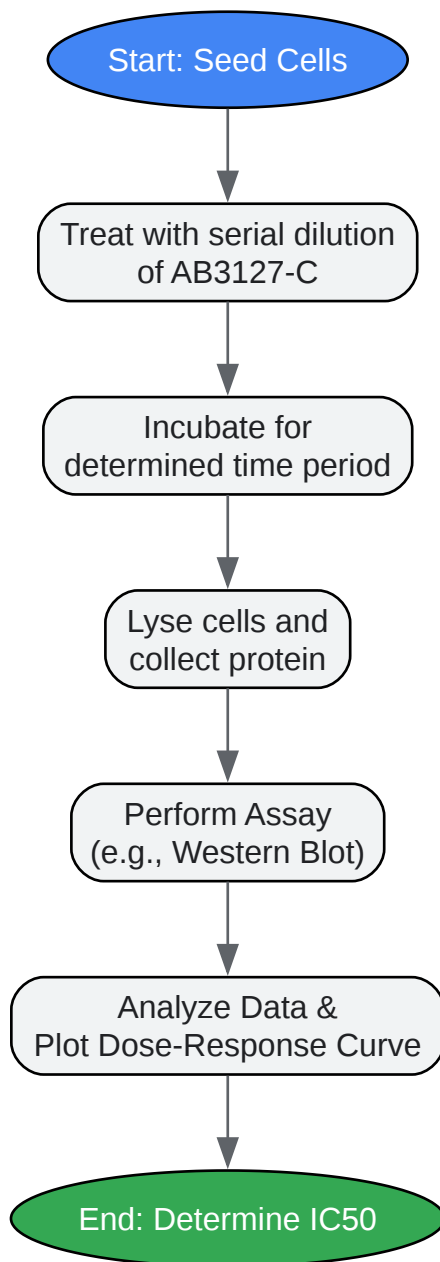 Start: Seed Cells
Treat with serial dilution
of AB3127-C
Incubate for
determined time period
Lyse cells and
collect protein
Perform Assay
(e.g., Western Blot)
Analyze Data &
Plot Dose-Response Curve
End: Determine IC50